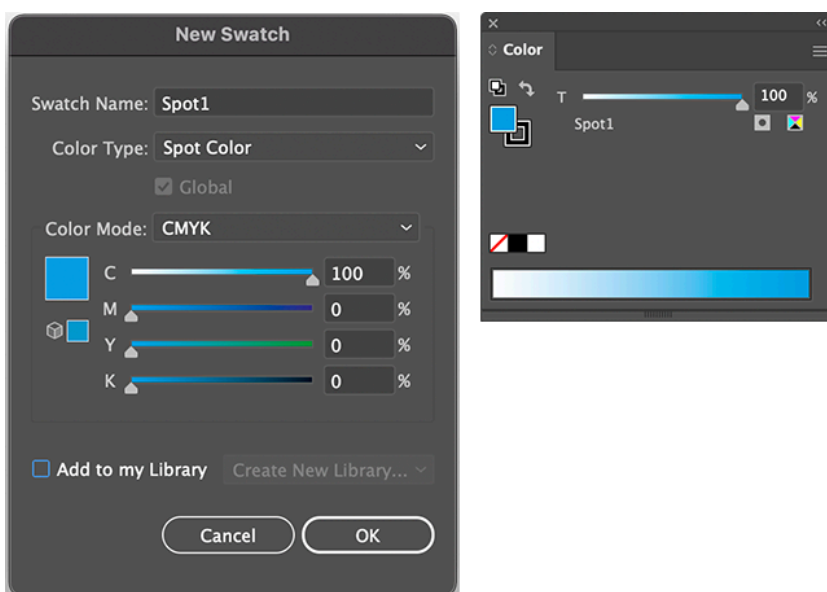 New Swatch
Swatch Name: Spot1
Color Type: Spot Color
Global
Color Mode: CMYK
C 100 %
M 0 %
Y 0 %
K 0 %
Add to my Library Create New Library...
Cancel OK
Color
T 100 %
Spot1